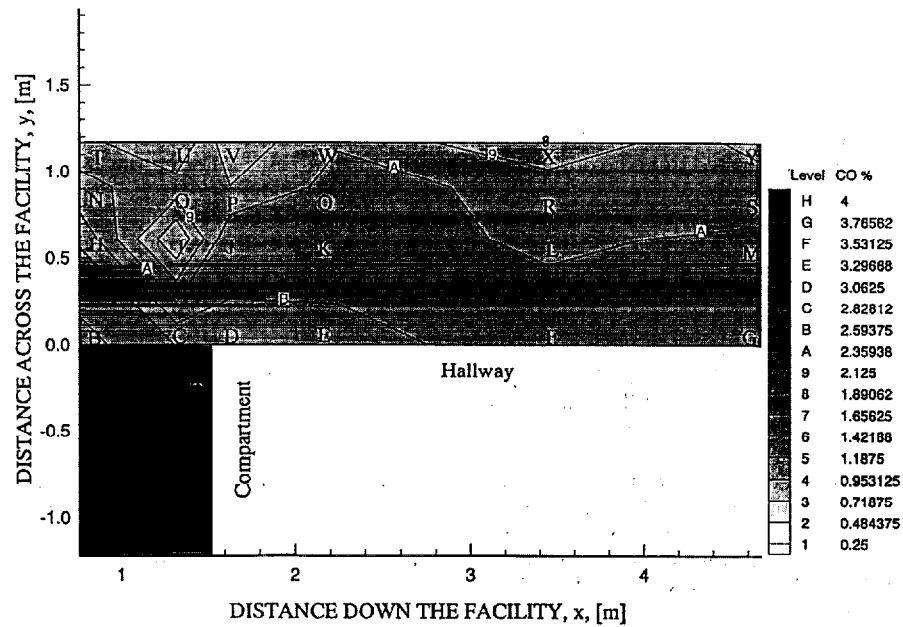 DISTANCE ACROSS THE FACILITY, y, [m]
1.5
1.0
0.5
0.0
-0.5
-1.0
T U V W X Y
N Q P O R S
H J K L M
C D E F G
9
9
9
A
A
A
B
Hallway
Compartment
1 2 3 4
DISTANCE DOWN THE FACILITY, x, [m]
Level CO %
H 4
G 3.76562
F 3.53125
E 3.29668
D 3.0625
C 2.82812
B 2.59375
A 2.35938
9 2.125
8 1.89062
7 1.65625
6 1.42188
5 1.1875
4 0.953125
3 0.71875
2 0.484375
1 0.25